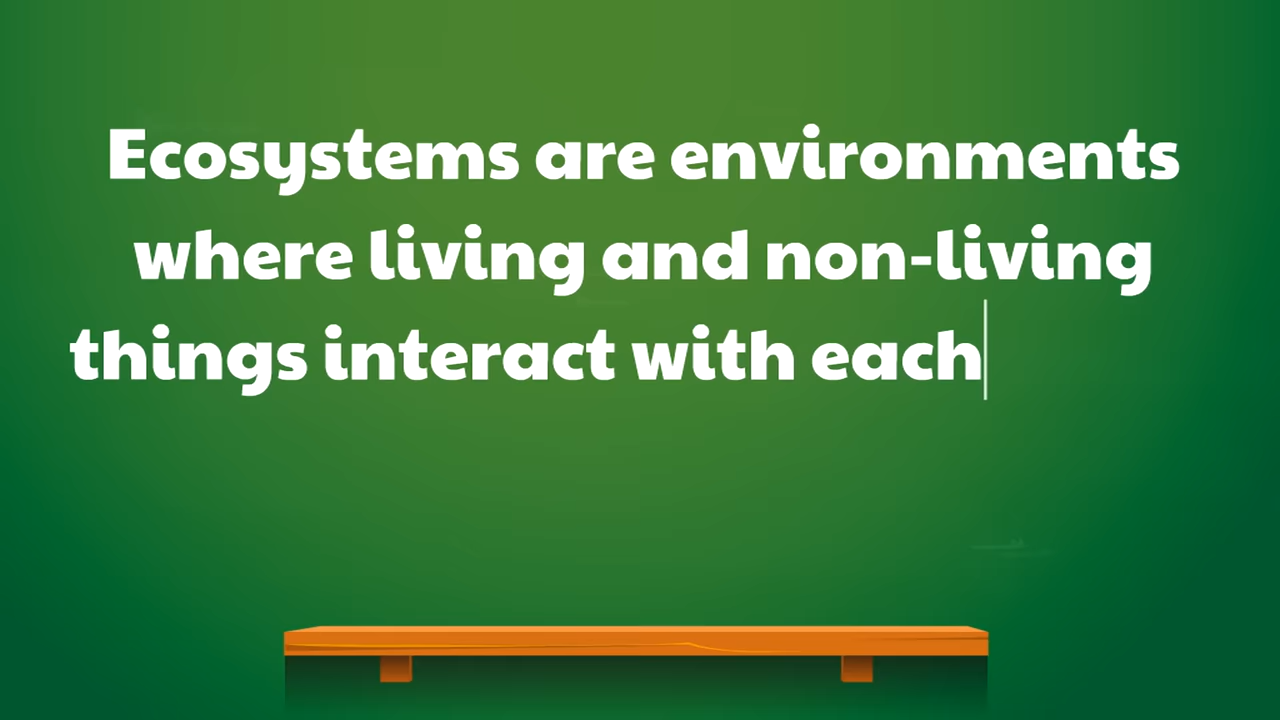 Ecosystems are environments
where living and non-living
things interact with each